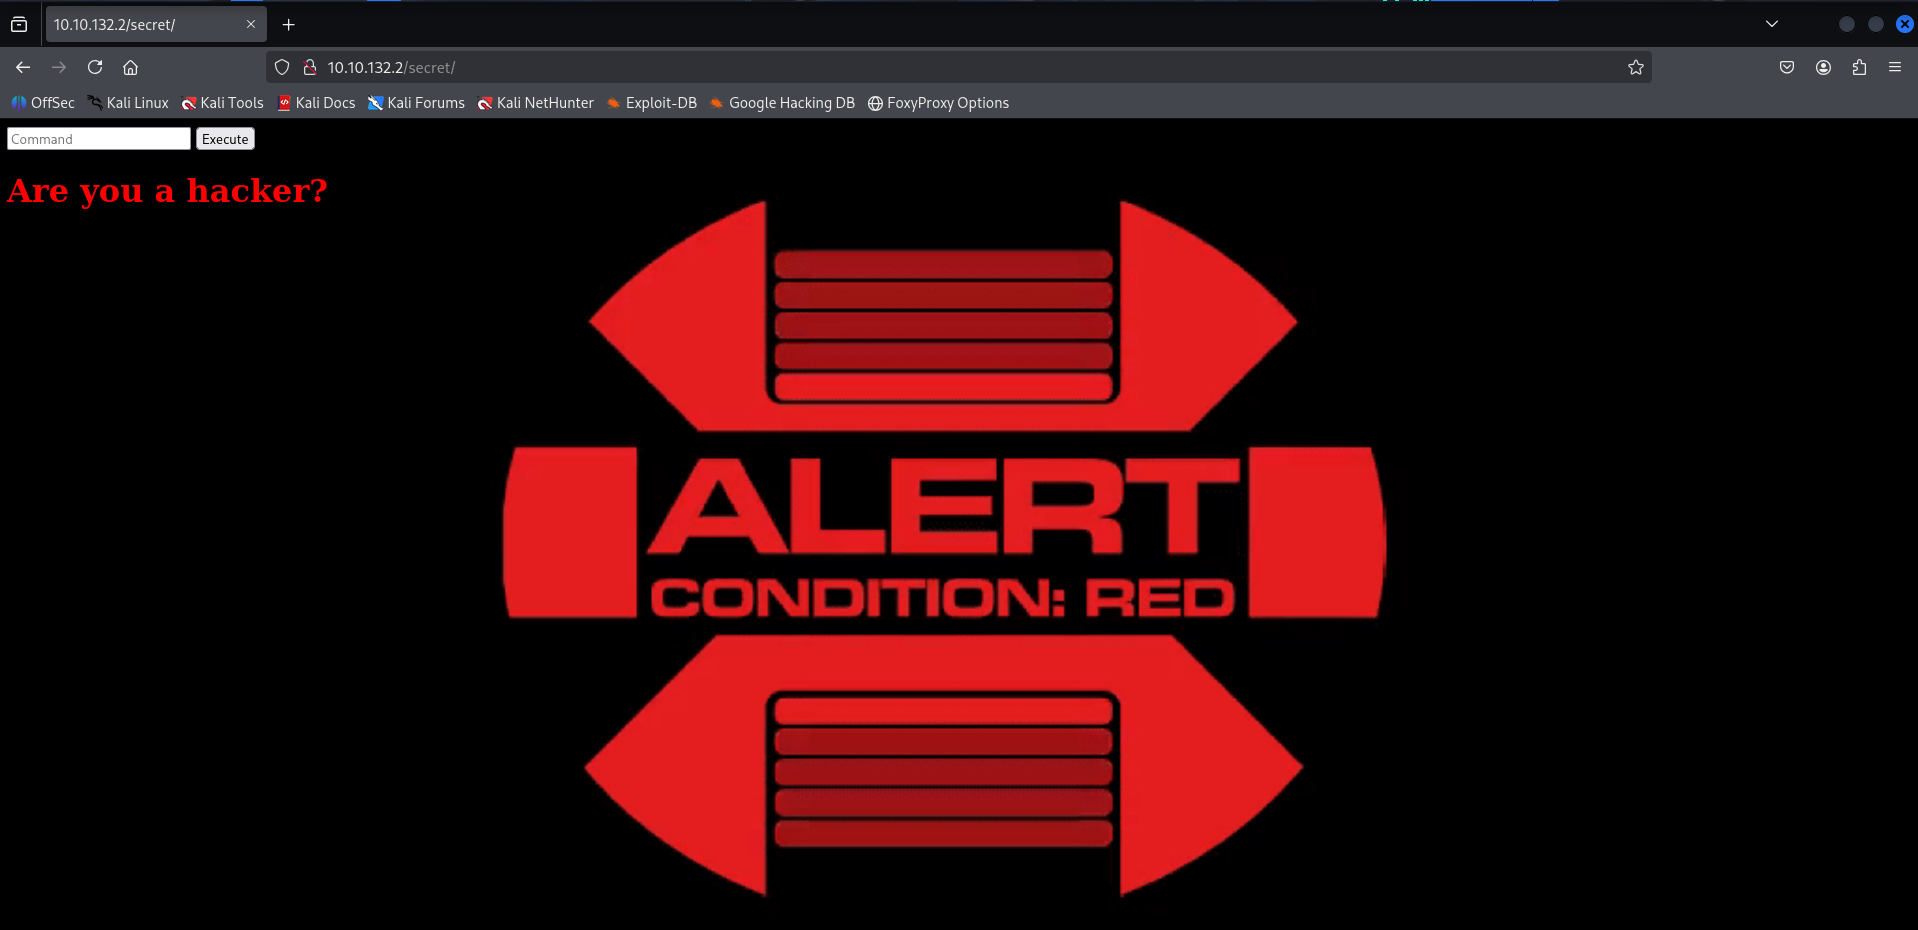 10.10.132.2/secret/
10.10.132.2/secret/
OffSec Kali Linux Kali Tools Kali Docs Kali Forums Kali NetHunter Exploit-DB Google Hacking DB FoxyProxy Options
Command Execute
Are you a hacker?
ALERT
CONDITION: RED